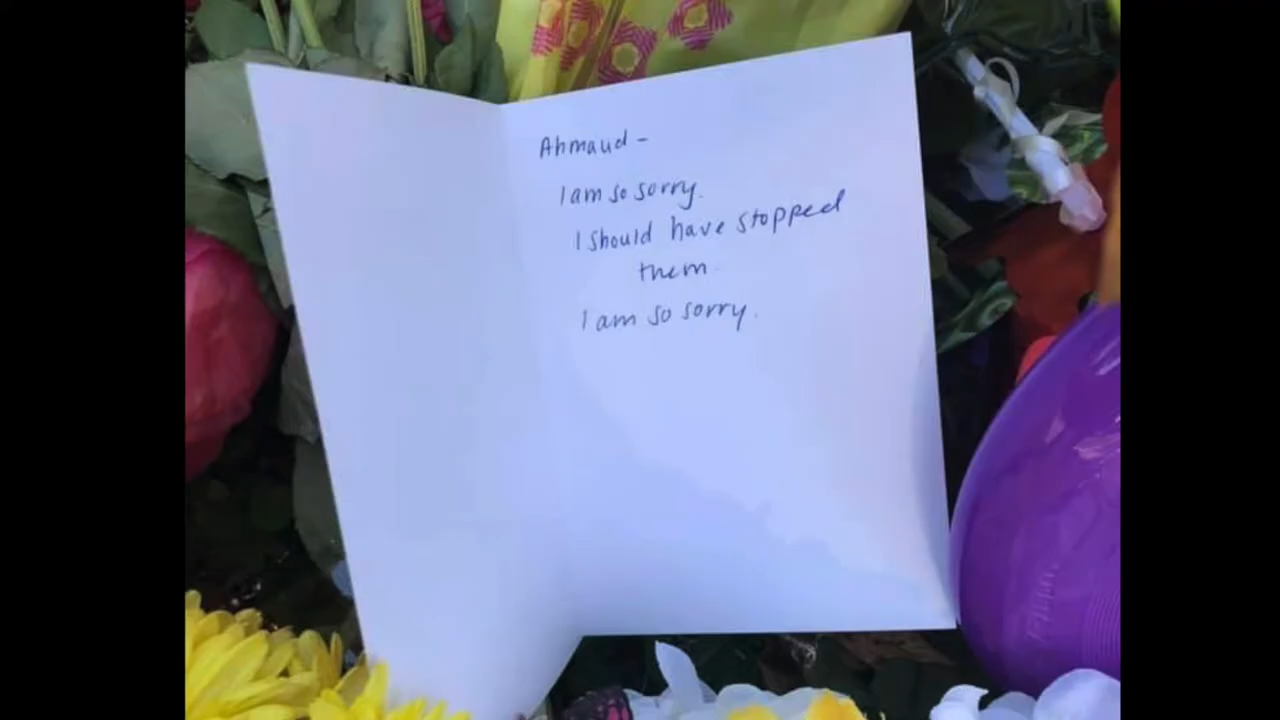 Ahmaud -
I am so sorry.
I should have stopped
them.
I am so sorry.